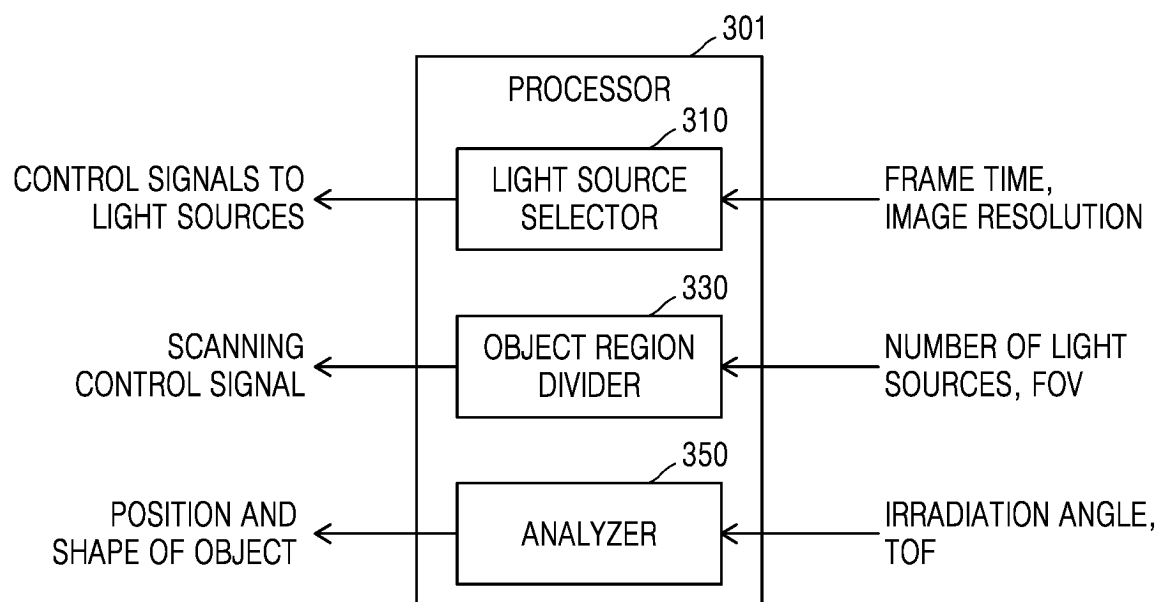 301
PROCESSOR
310
CONTROL SIGNALS TO
LIGHT SOURCES
LIGHT SOURCE
SELECTOR
FRAME TIME,
IMAGE RESOLUTION
330
SCANNING
CONTROL SIGNAL
OBJECT REGION
DIVIDER
NUMBER OF LIGHT
SOURCES, FOV
350
POSITION AND
SHAPE OF OBJECT
ANALYZER
IRRADIATION ANGLE,
TOF